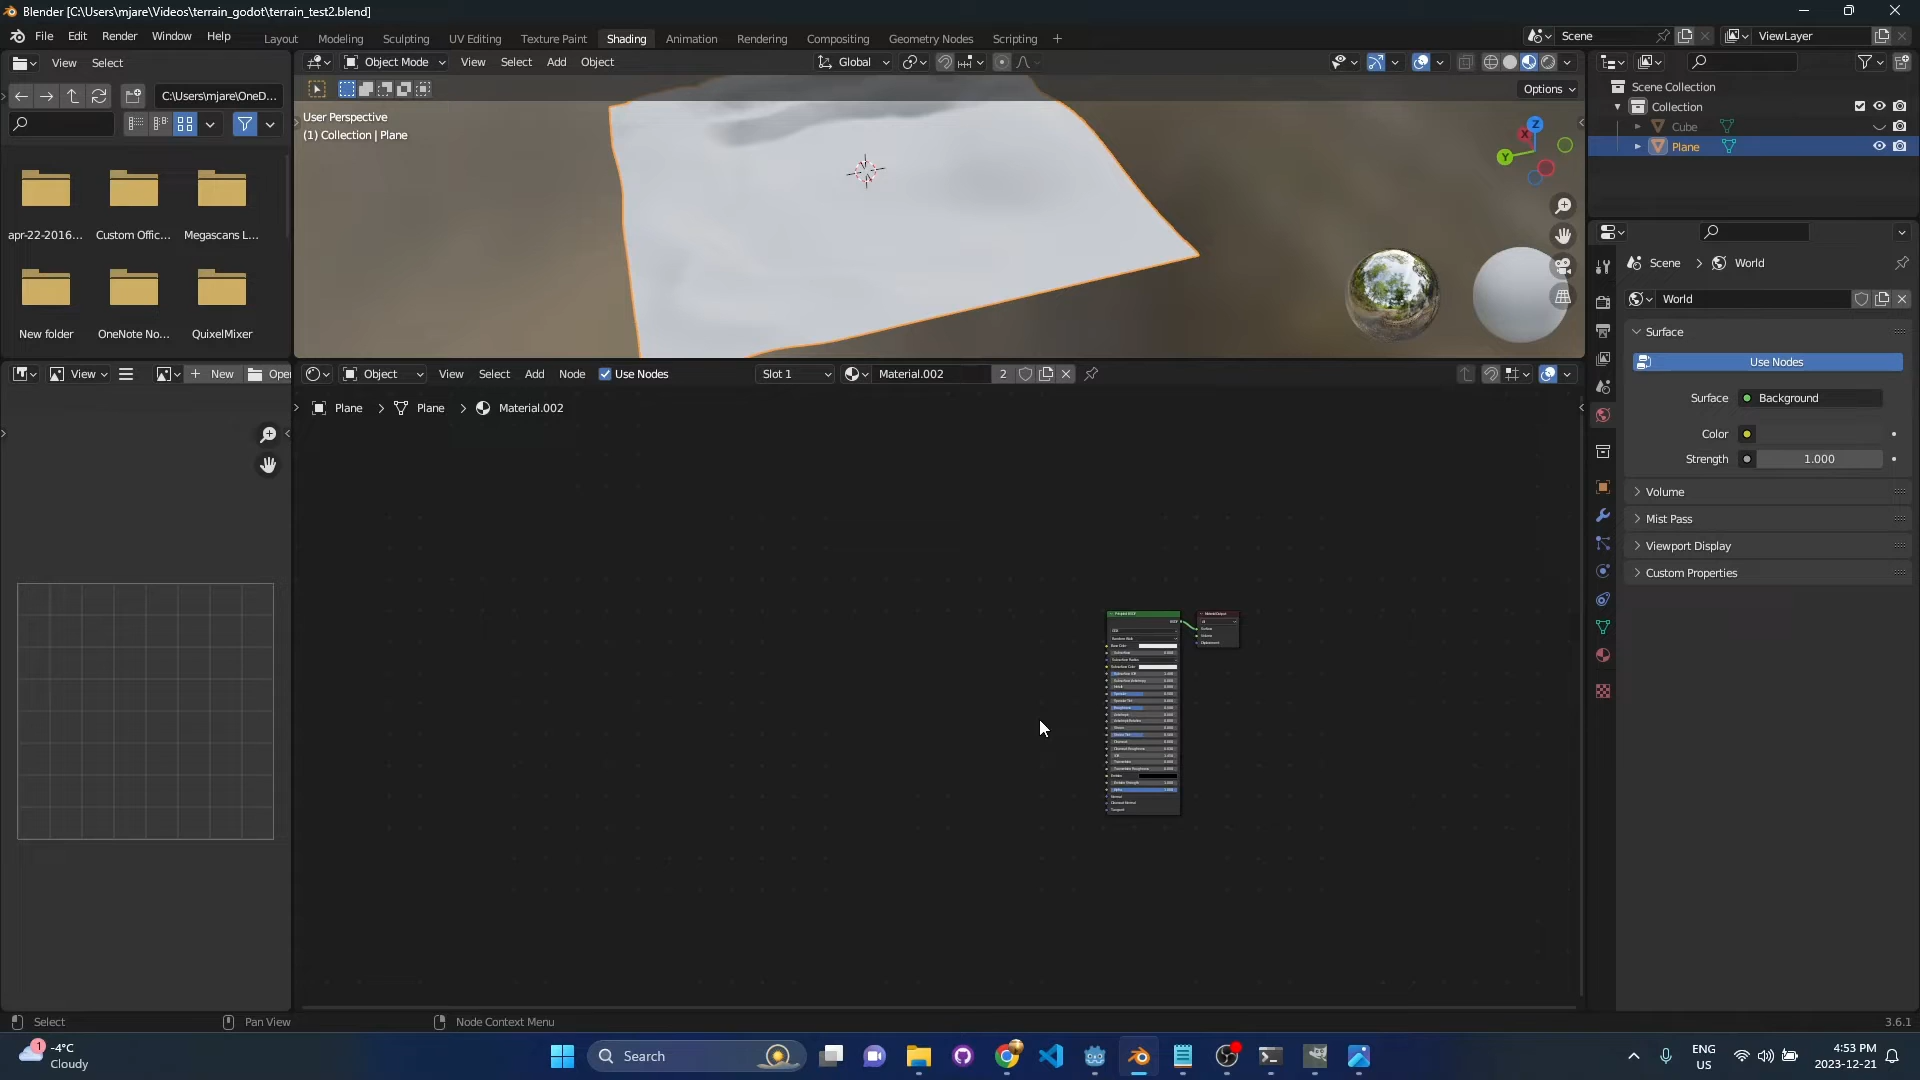 Blender [C:\Users\mjare\Videos\terrain_godot\terrain_test2.blend]
File Edit Render Window Help
Layout Modeling Sculpting UV Editing Texture Paint Shading Animation Rendering Compositing Geometry Nodes Scripting +
Scene
ViewLayer
View Select
Object Mode View Select Add Object
Global
C:\Users\mjare\OneD...
Options
User Perspective
(1) Collection | Plane
Z
X
Y
apr-22-2016... Custom Offic... Megascans L...
New folder OneNote No... QuixelMixer
Scene Collection
Collection
Cube
Plane
Scene > World
World
Surface
Use Nodes
Surface Background
Color
Strength 1.000
Volume
Mist Pass
Viewport Display
Custom Properties
View + New Open
Object View Select Add Node Use Nodes Slot 1 Material.002 2
Plane > Plane > Material.002
Select Pan View Node Context Menu
3.6.1
1
-4°C
Cloudy
Search
ENG
US
4:53 PM
2023-12-21